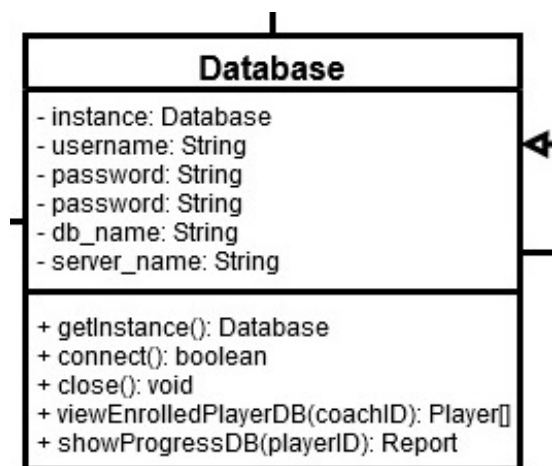 Database
- instance: Database
- username: String
- password: String
- password: String
- db_name: String
- server_name: String
+ getInstance(): Database
+ connect(): boolean
+ close(): void
+ viewEnrolledPlayerDB(coachID): Player[]
+ showProgressDB(playerID): Report